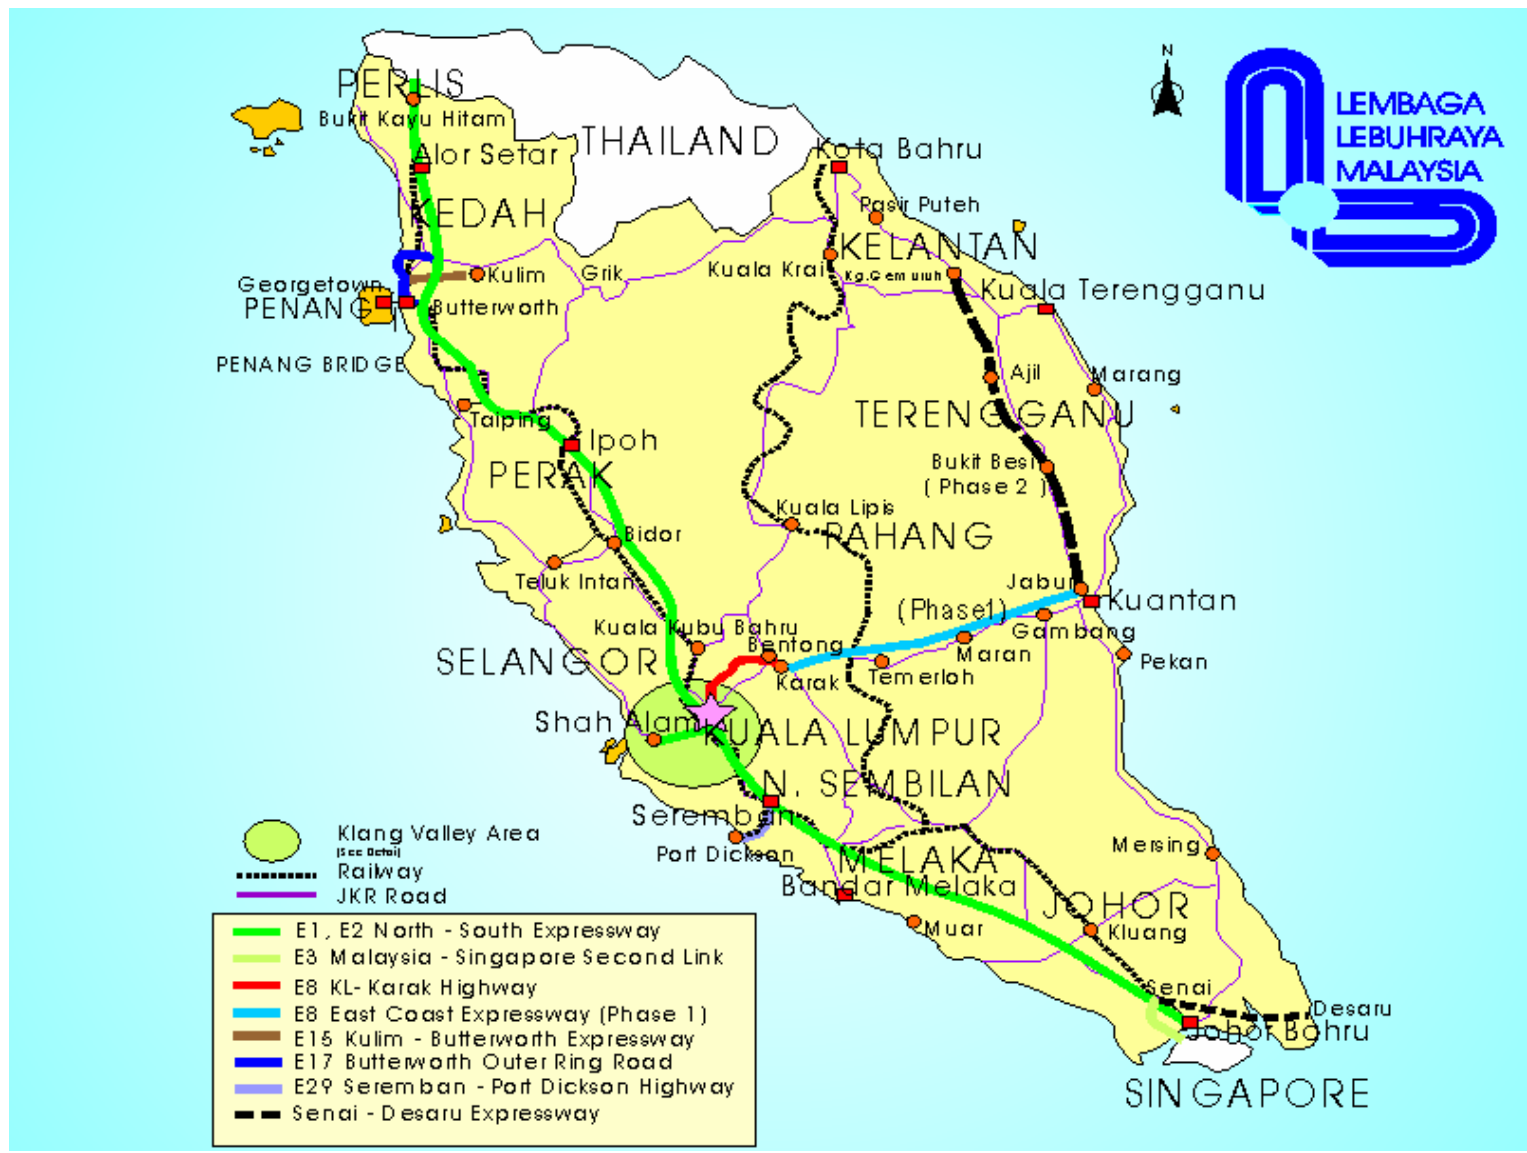 N
LEMBAGA
LEBUHRAYA
MALAYSIA
PERLIS
Bukit Kayu Hitam
THAILAND
Alor Setar
Kota Bahru
KEDAH
Pasir Puteh
KELANTAN
Kuala Krai
Kg.Gemuruh
Kulim
Grik
Georgetown
PENANG
Butterworth
Kuala Terengganu
PENANG BRIDGE
Ajil
Marang
TERENGGANU
Taiping
Ipoh
PERAK
Bukit Besi
( Phase 2 )
Kuala Lipis
PAHANG
Bidor
Teluk Intan
Jabur
(Phase1)
Kuantan
Kuala Kubu Bahru
Bentong
Gambang
SELANGOR
Maran
Pekan
Karak
Temerloh
Shah Alam
KUALA LUMPUR
N. SEMBILAN
Seremban
Port Dickson
MELAKA
Mersing
Bandar Melaka
JOHOR
Muar
Kluang
Senai
Desaru
Johor Bahru
SINGAPORE
Klang Valley Area
(See Detail)
Railway
JKR Road
E1, E2 North - South Expressway
E3 Malaysia - Singapore Second Link
E8 KL- Karak Highway
E8 East Coast Expressway (Phase 1)
E15 Kulim - Butterworth Expressway
E17 Butterworth Outer Ring Road
E29 Seremban - Port Dickson Highway
Senai - Desaru Expressway